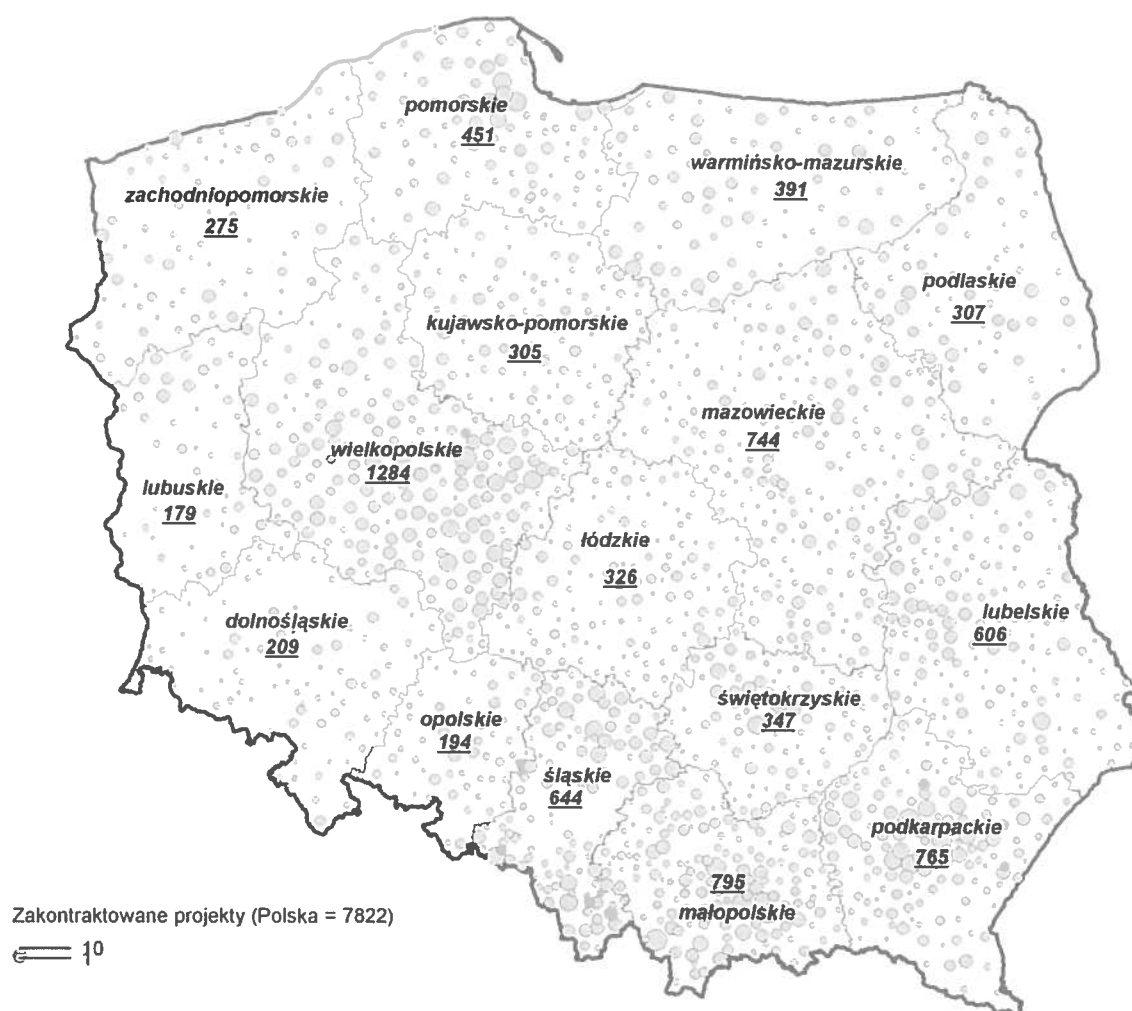 pomorskie
451
warmińsko-mazurskie
391
zachodniopomorskie
275
podlaskie
307
kujawsko-pomorskie
305
mazowieckie
744
wielkopolskie
1284
lubuskie
179
łódzkie
326
lubelskie
606
dolnośląskie
209
świętokrzyskie
347
opolskie
194
śląskie
644
podkarpackie
765
795
małopolskie
Zakontraktowane projekty (Polska = 7822)
10
1